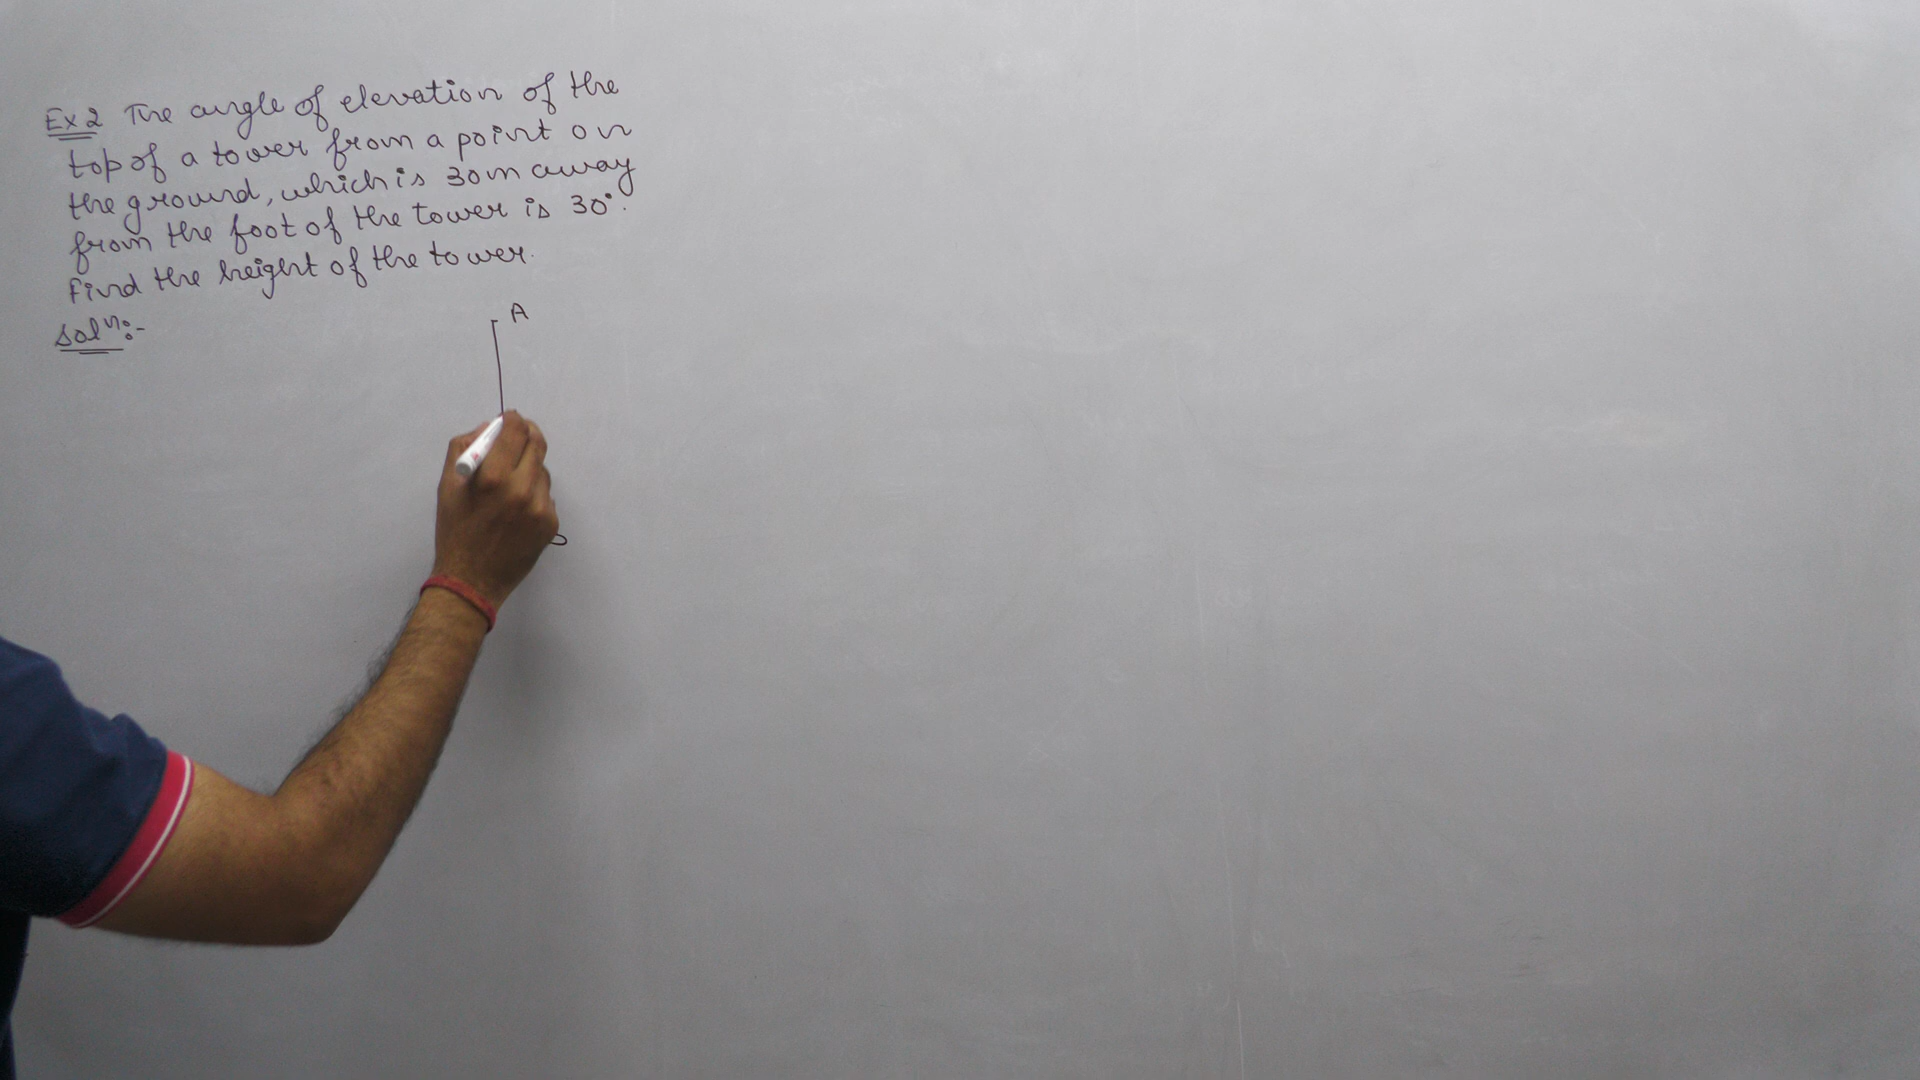 Ex 2 The angle of elevation of the
top of a tower from a point on
the ground, which is 30m away
from the foot of the tower is 30°.
Find the height of the tower.
Solⁿ:-
A